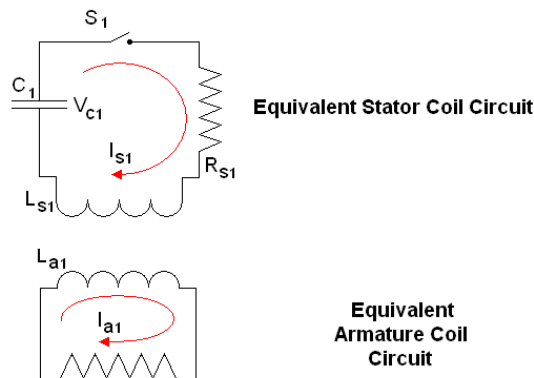 S1
C1
VC1
Equivalent Stator Coil Circuit
IS1
RS1
LS1
La1
Ia1
Equivalent
Armature Coil
Circuit